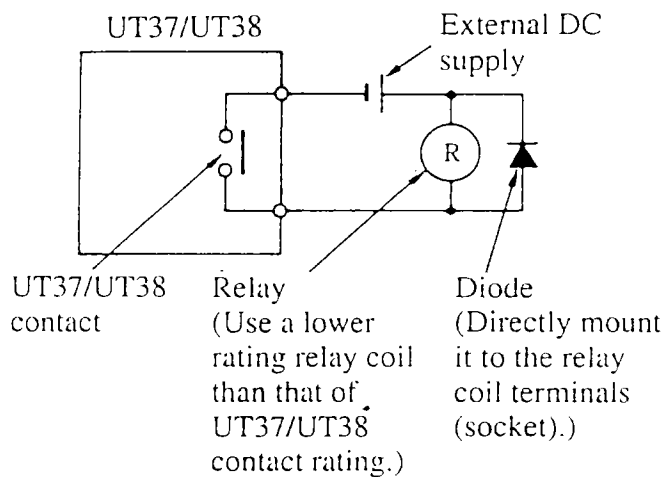 UT37/UT38
External DC
supply
R
UT37/UT38
contact
Relay
(Use a lower
rating relay coil
than that of
UT37/UT38
contact rating.)
Diode
(Directly mount
it to the relay
coil terminals
(socket).)